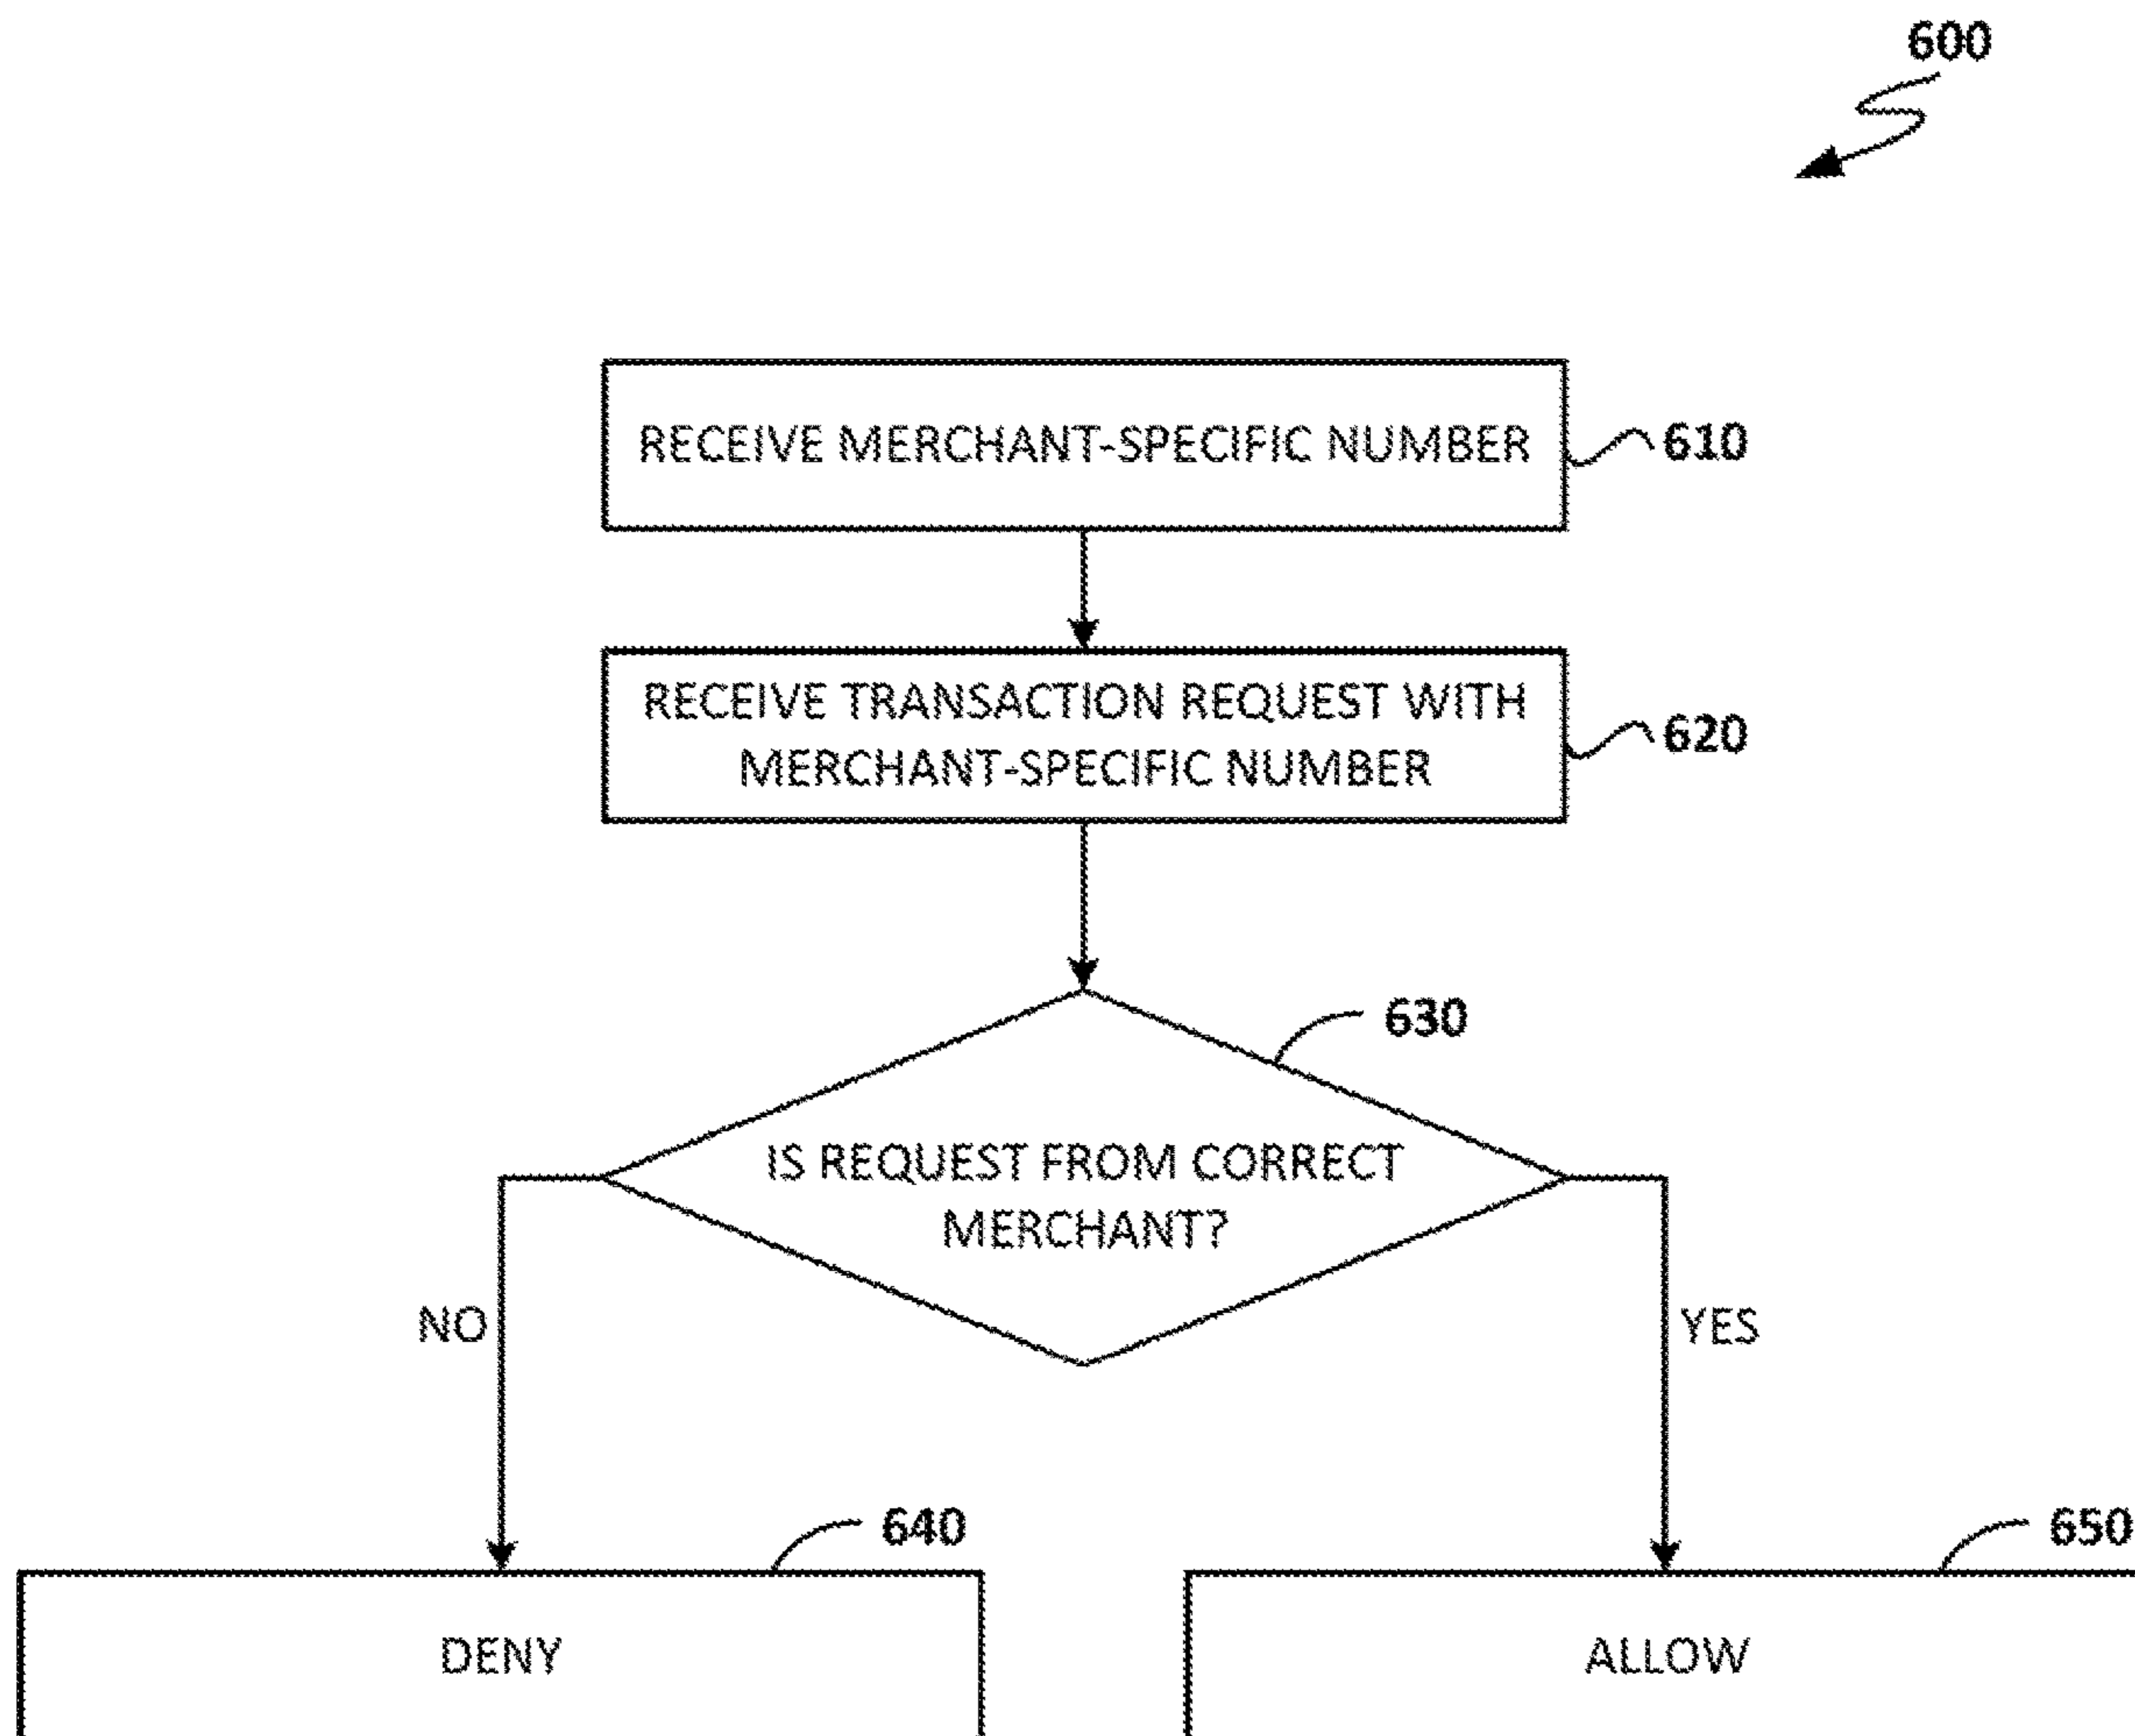 600
RECEIVE MERCHANT-SPECIFIC NUMBER
610
RECEIVE TRANSACTION REQUEST WITH
MERCHANT-SPECIFIC NUMBER
620
630
IS REQUEST FROM CORRECT
MERCHANT?
NO
YES
640
650
DENY
ALLOW